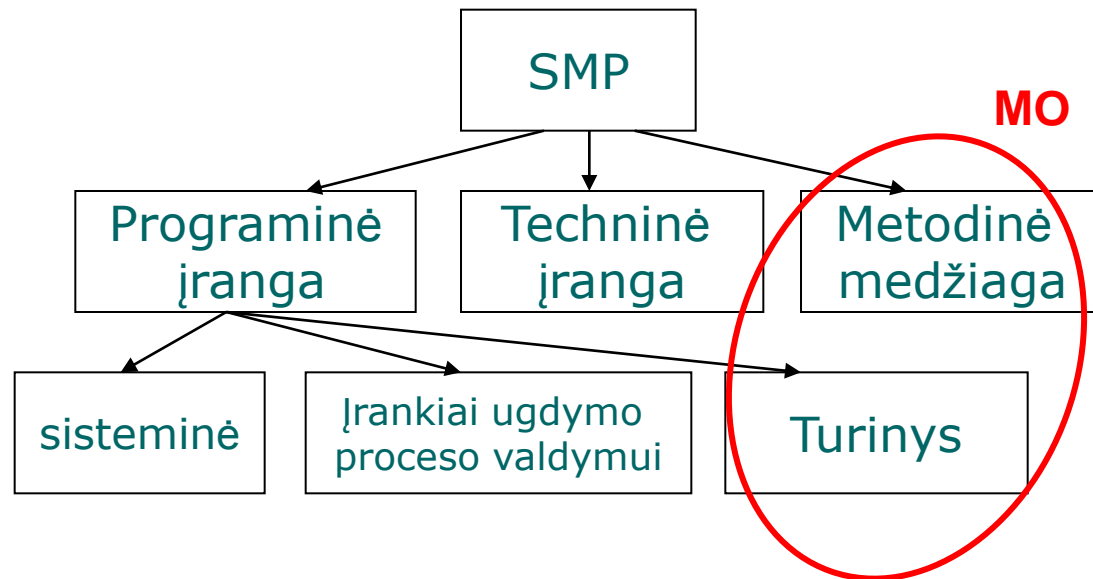 SMP
MO
Programinė
įranga
Techninė
įranga
Metodinė
medžiaga
sisteminė
Įrankiai ugdymo
proceso valdymui
Turinys